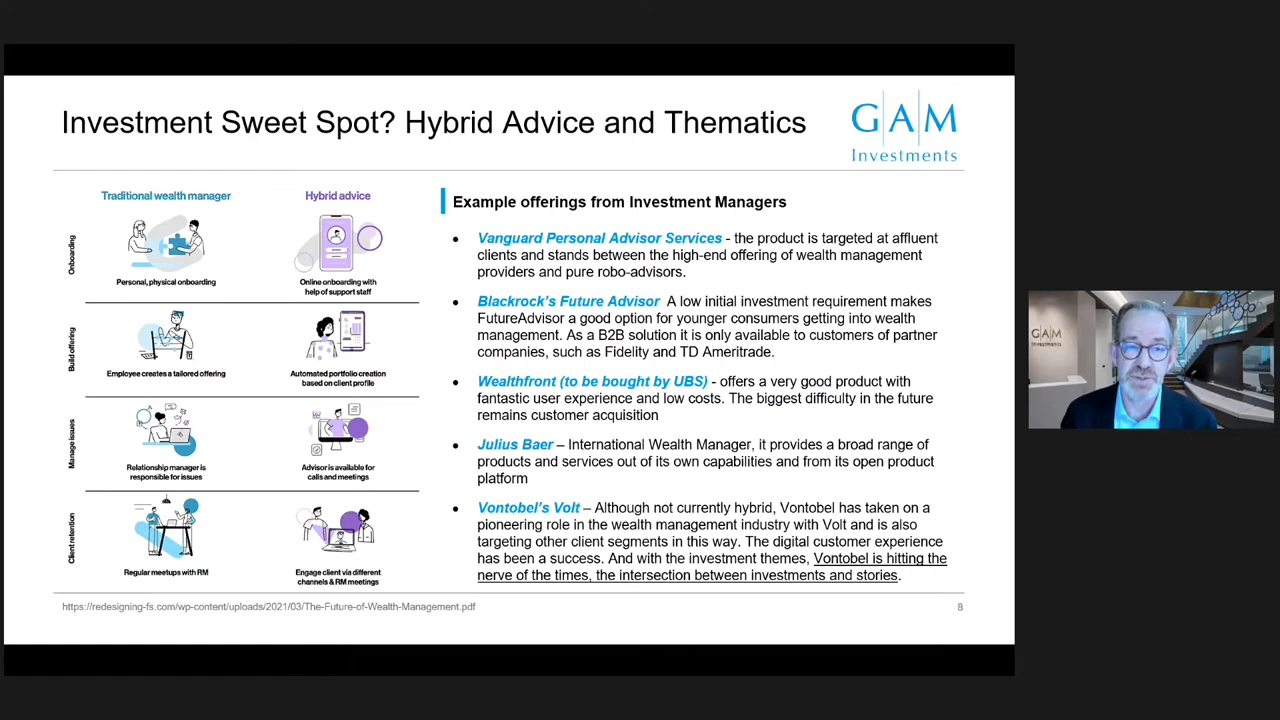 Investment Sweet Spot? Hybrid Advice and Thematics
GAM
Investments
Traditional wealth manager
Hybrid advice
Onboarding
Personal, physical onboarding
Online onboarding with
help of support staff
Build offering
Employee creates a tailored offering
Automated portfolio creation
based on client profile
Manage issues
Relationship manager is
responsible for issues
Advisor is available for
calls and meetings
Client retention
Regular meetups with RM
Engage client via different
channels & RM meetings
Example offerings from Investment Managers
• Vanguard Personal Advisor Services - the product is targeted at affluent
clients and stands between the high-end offering of wealth management
providers and pure robo-advisors.
• Blackrock's Future Advisor A low initial investment requirement makes
FutureAdvisor a good option for younger consumers getting into wealth
management. As a B2B solution it is only available to customers of partner
companies, such as Fidelity and TD Ameritrade.
• Wealthfront (to be bought by UBS) - offers a very good product with
fantastic user experience and low costs. The biggest difficulty in the future
remains customer acquisition
• Julius Baer – International Wealth Manager, it provides a broad range of
products and services out of its own capabilities and from its open product
platform
• Vontobel's Volt – Although not currently hybrid, Vontobel has taken on a
pioneering role in the wealth management industry with Volt and is also
targeting other client segments in this way. The digital customer experience
has been a success. And with the investment themes, Vontobel is hitting the
nerve of the times, the intersection between investments and stories.
https://redesigning-fs.com/wp-content/uploads/2021/03/The-Future-of-Wealth-Management.pdf
8
GAM
Investments